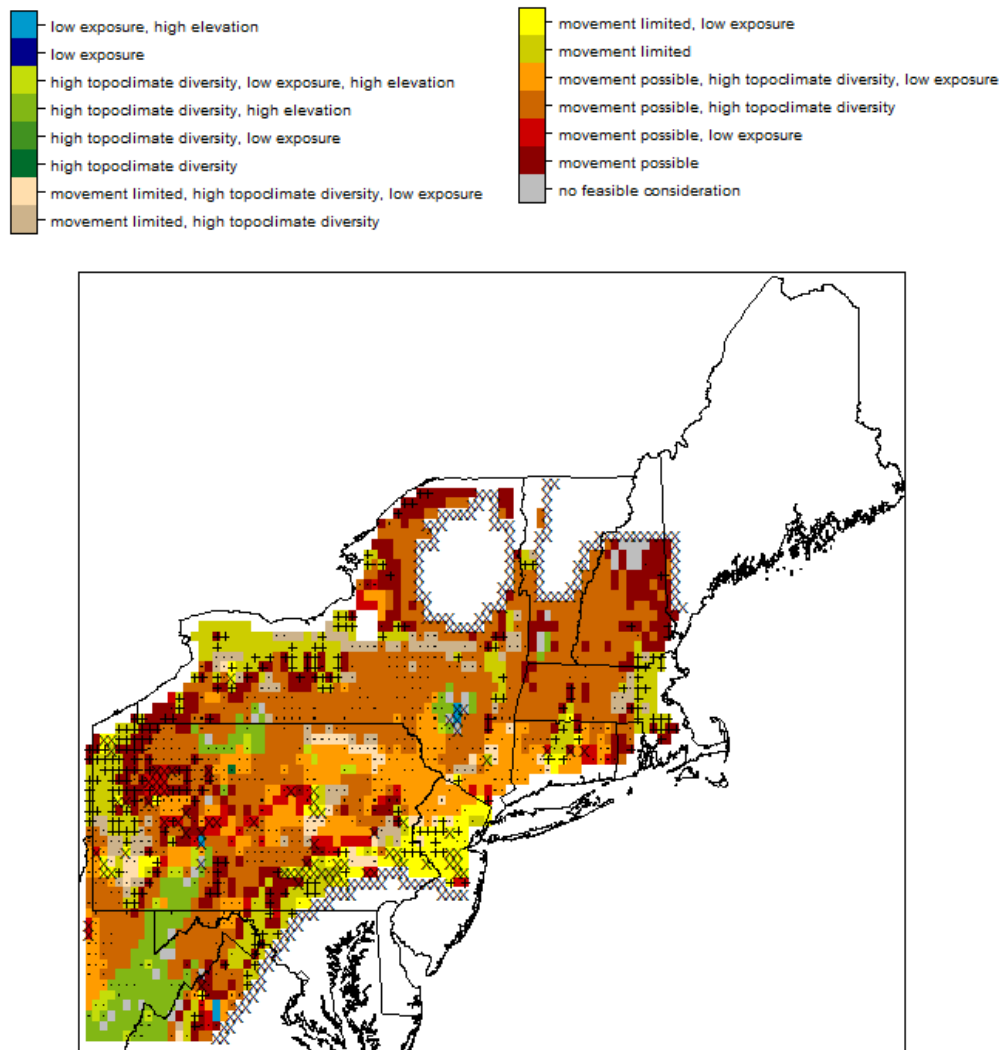 low exposure, high elevation
low exposure
high topoclimate diversity, low exposure, high elevation
high topoclimate diversity, high elevation
high topoclimate diversity, low exposure
high topoclimate diversity
movement limited, high topoclimate diversity, low exposure
movement limited, high topoclimate diversity
movement limited, low exposure
movement limited
movement possible, high topoclimate diversity, low exposure
movement possible, high topoclimate diversity
movement possible, low exposure
movement possible
no feasible consideration